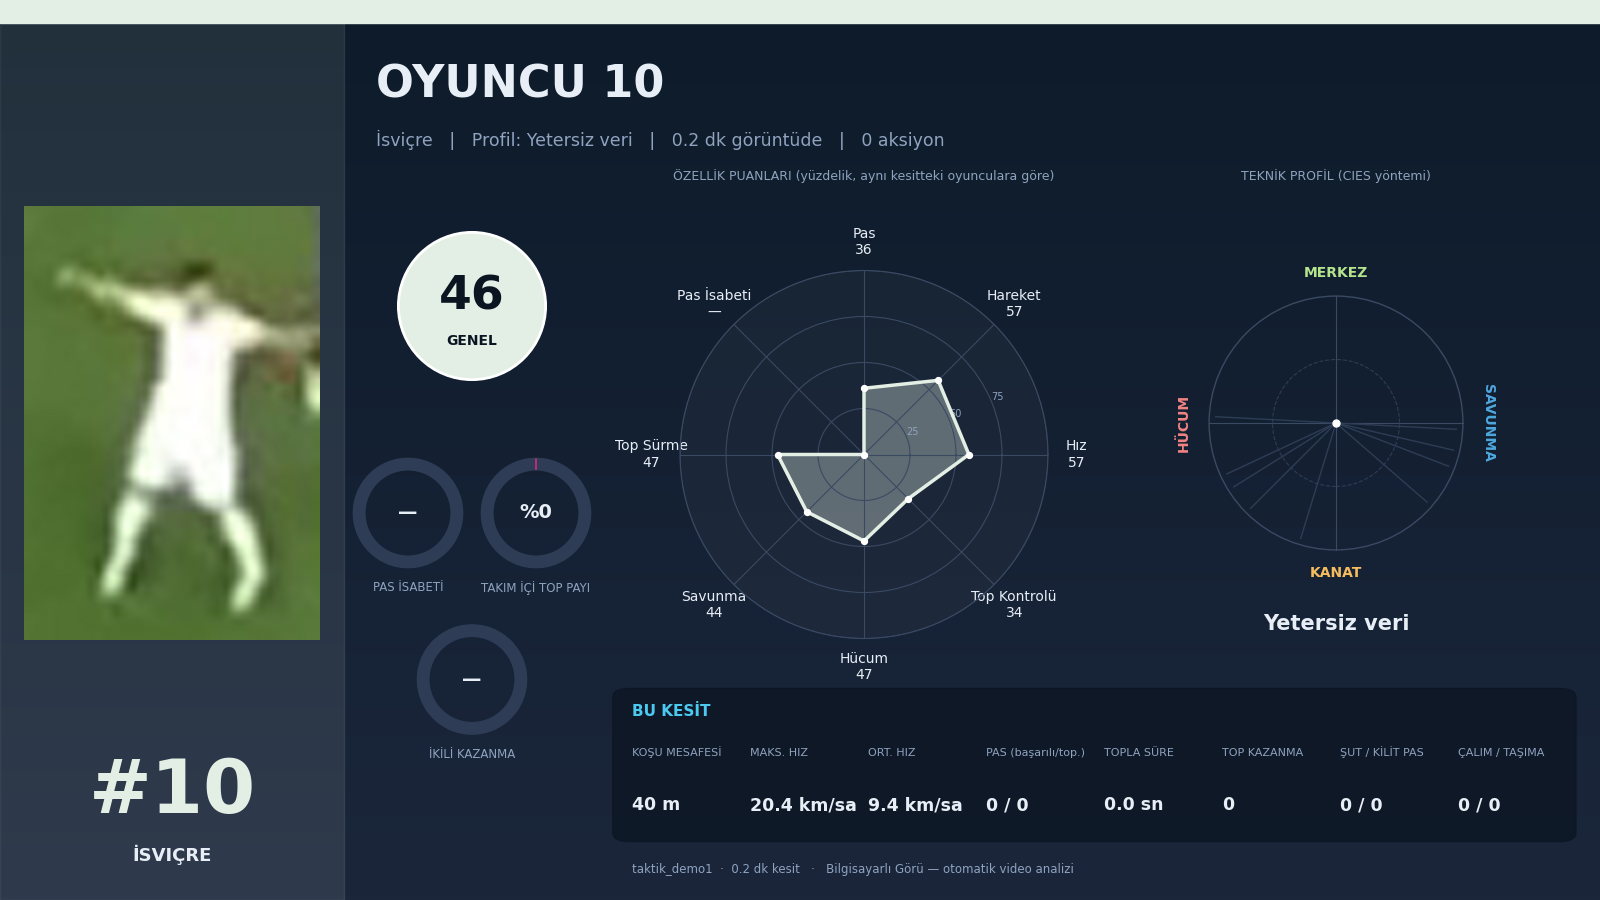 OYUNCU 10
İsviçre | Profil: Yetersiz veri | 0.2 dk görüntüde | 0 aksiyon
ÖZELLİK PUANLARI (yüzdelik, aynı kesitteki oyunculara göre)
TEKNİK PROFİL (CIES yöntemi)
46
GENEL
—
PAS İSABETİ
%0
TAKIM İÇİ TOP PAYI
—
İKİLİ KAZANMA
Pas
36
Hareket
57
Hız
57
Top Kontrolü
34
Hücum
47
Savunma
44
Top Sürme
47
Pas İsabeti
—
25
50
75
MERKEZ
HÜCUM
SAVUNMA
KANAT
Yetersiz veri
#10
İSVİÇRE
BU KESİT
KOŞU MESAFESİ MAKS. HIZ ORT. HIZ PAS (başarılı/top.) TOPLA SÜRE TOP KAZANMA ŞUT / KİLİT PAS ÇALIM / TAŞIMA
40 m 20.4 km/sa 9.4 km/sa 0 / 0 0.0 sn 0 0 / 0 0 / 0
taktik_demo1 · 0.2 dk kesit · Bilgisayarlı Görü — otomatik video analizi